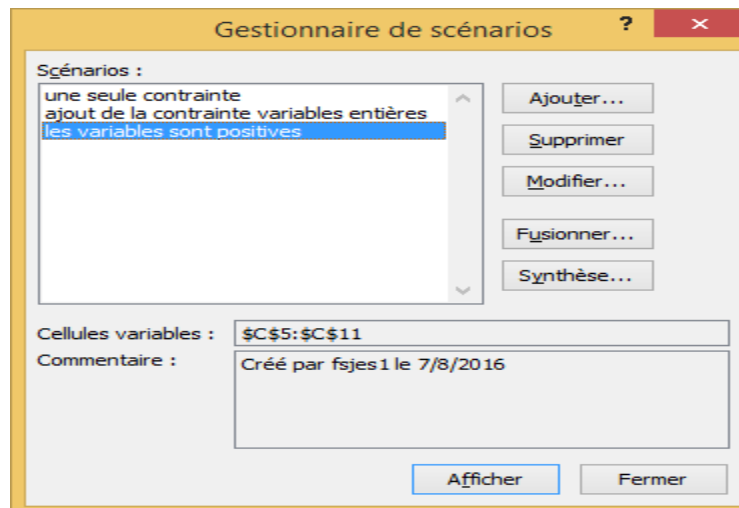 Gestionnaire de scénarios ? ×
Scénarios :
une seule contrainte
ajout de la contrainte variables entières
les variables sont positives
Ajouter...
Supprimer
Modifier...
Fusionner...
Synthèse...
Cellules variables : $C$5:$C$11
Commentaire : Créé par fsjes1 le 7/8/2016
Afficher Fermer